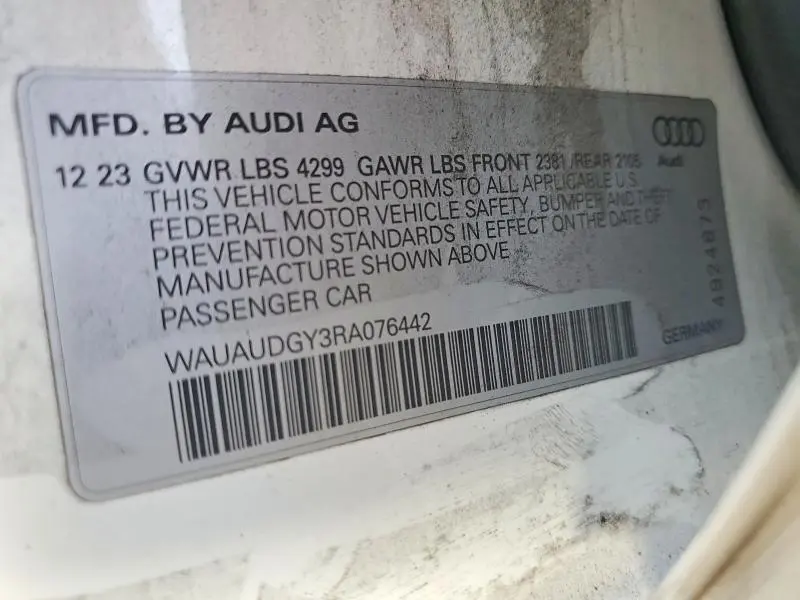 MFD. BY AUDI AG
12 23 GVWR LBS 4299 GAWR LBS FRONT 2381 /REAR 2105
Audi
THIS VEHICLE CONFORMS TO ALL APPLICABLE U.S.
FEDERAL MOTOR VEHICLE SAFETY, BUMPER AND THEFT
PREVENTION STANDARDS IN EFFECT ON THE DATE OF
MANUFACTURE SHOWN ABOVE
PASSENGER CAR
4924873
WAUAUDGY3RA076442
GERMANY